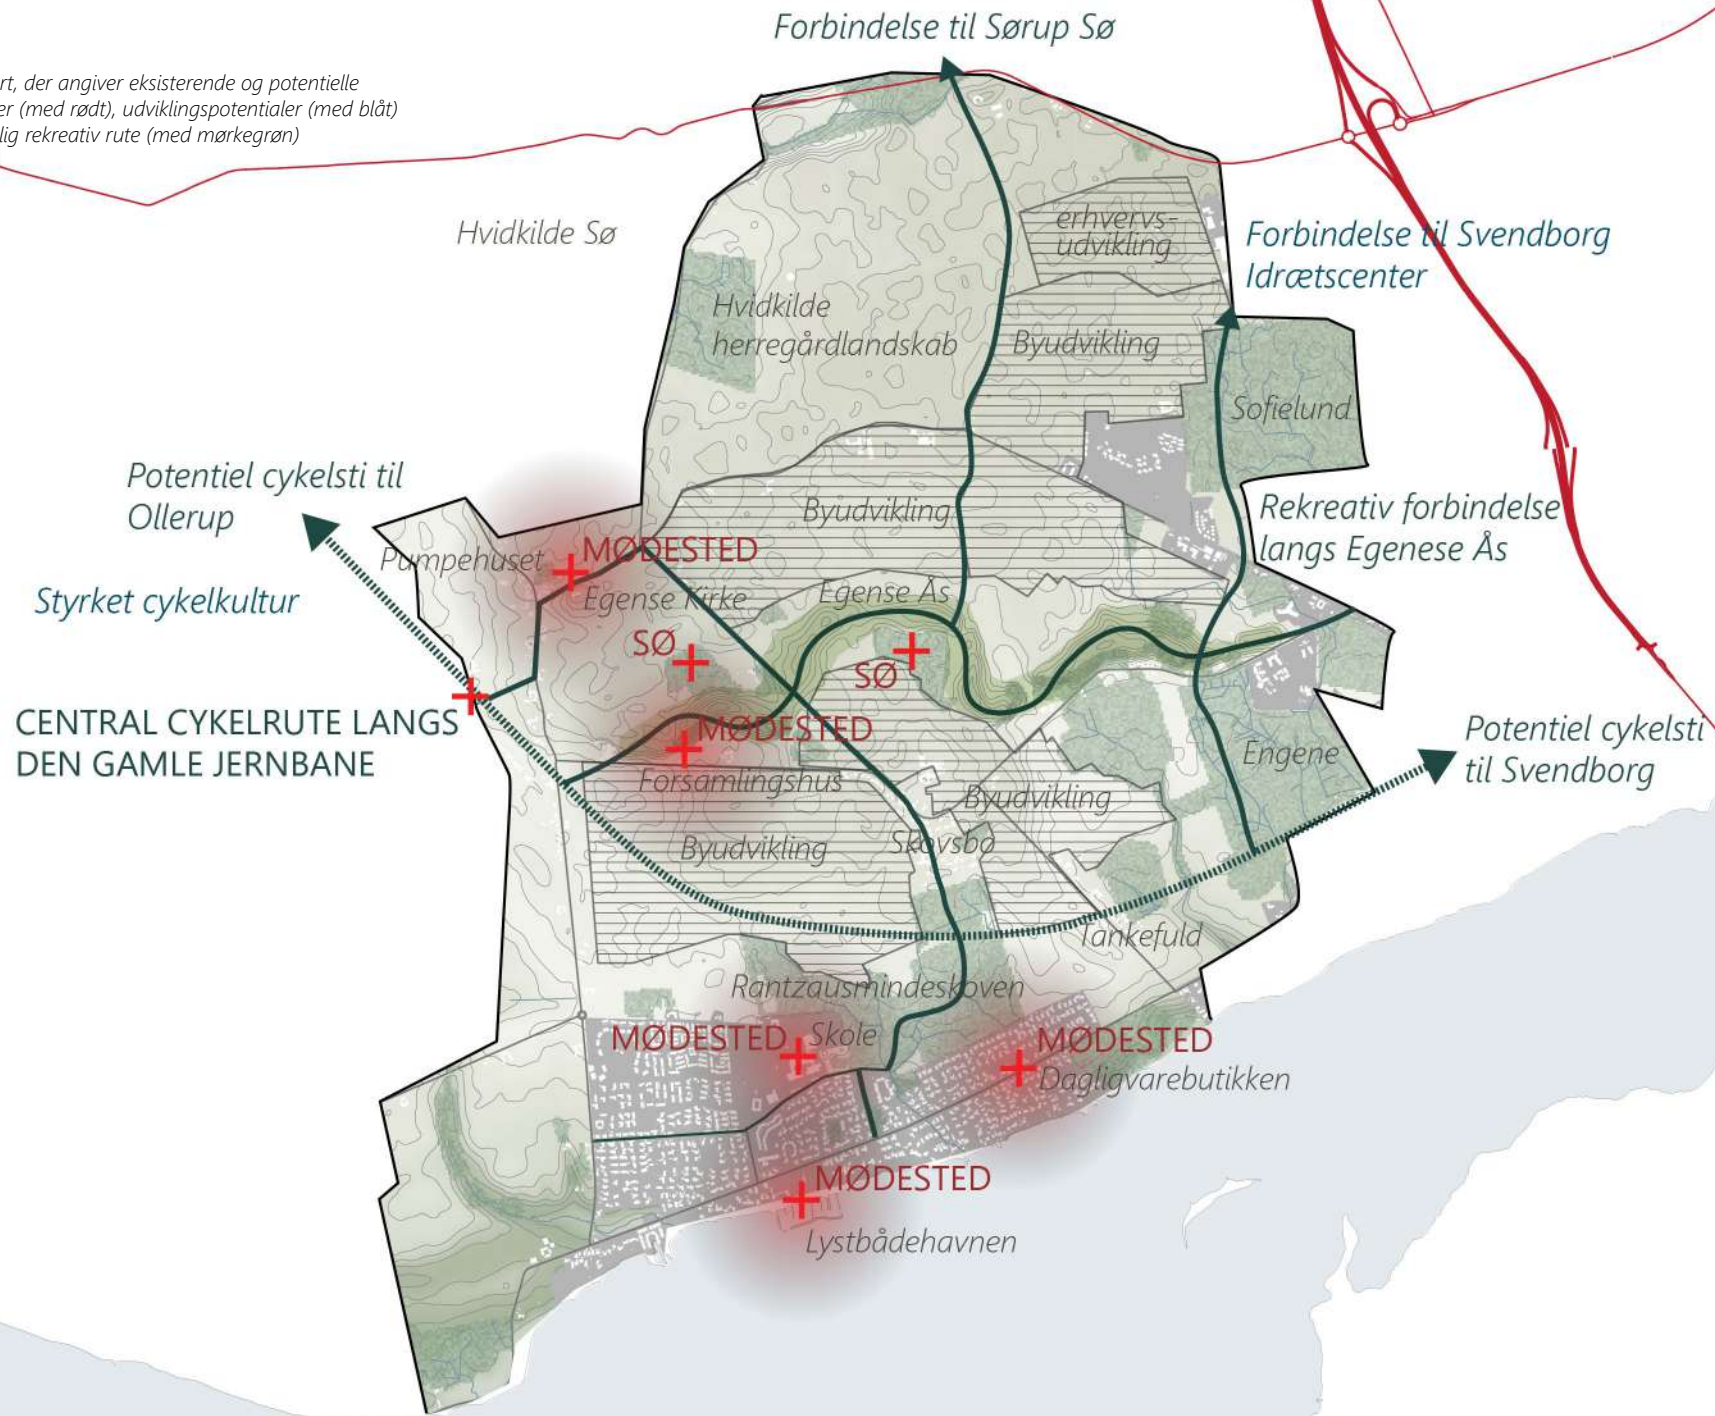 Forbindelse til Sørup Sø
rt, der angiver eksisterende og potentielle
er (med rødt), udviklingspotentialer (med blåt)
lig rekreativ rute (med mørkegrøn)
Hvidkilde Sø
erhvervs-
udvikling
Forbindelse til Svendborg
Idrætscenter
Hvidkilde
herregårdlandskab
Byudvikling
Sofielund
Potentiel cykelsti til
Ollerup
Byudvikling
Rekreativ forbindelse
langs Egenese Ås
Pumpehuset
MØDESTED
Egense Kirke
Egense Ås
Styrket cykelkultur
SØ
SØ
CENTRAL CYKELRUTE LANGS
DEN GAMLE JERNBANE
MØDESTED
Forsamlingshus
Engene
Potentiel cykelsti
til Svendborg
Byudvikling
Byudvikling
Skovsbo
Tankefuld
Rantzausmindeskoven
MØDESTED
Skole
MØDESTED
Dagligvarebutikken
MØDESTED
Lystbådehavnen